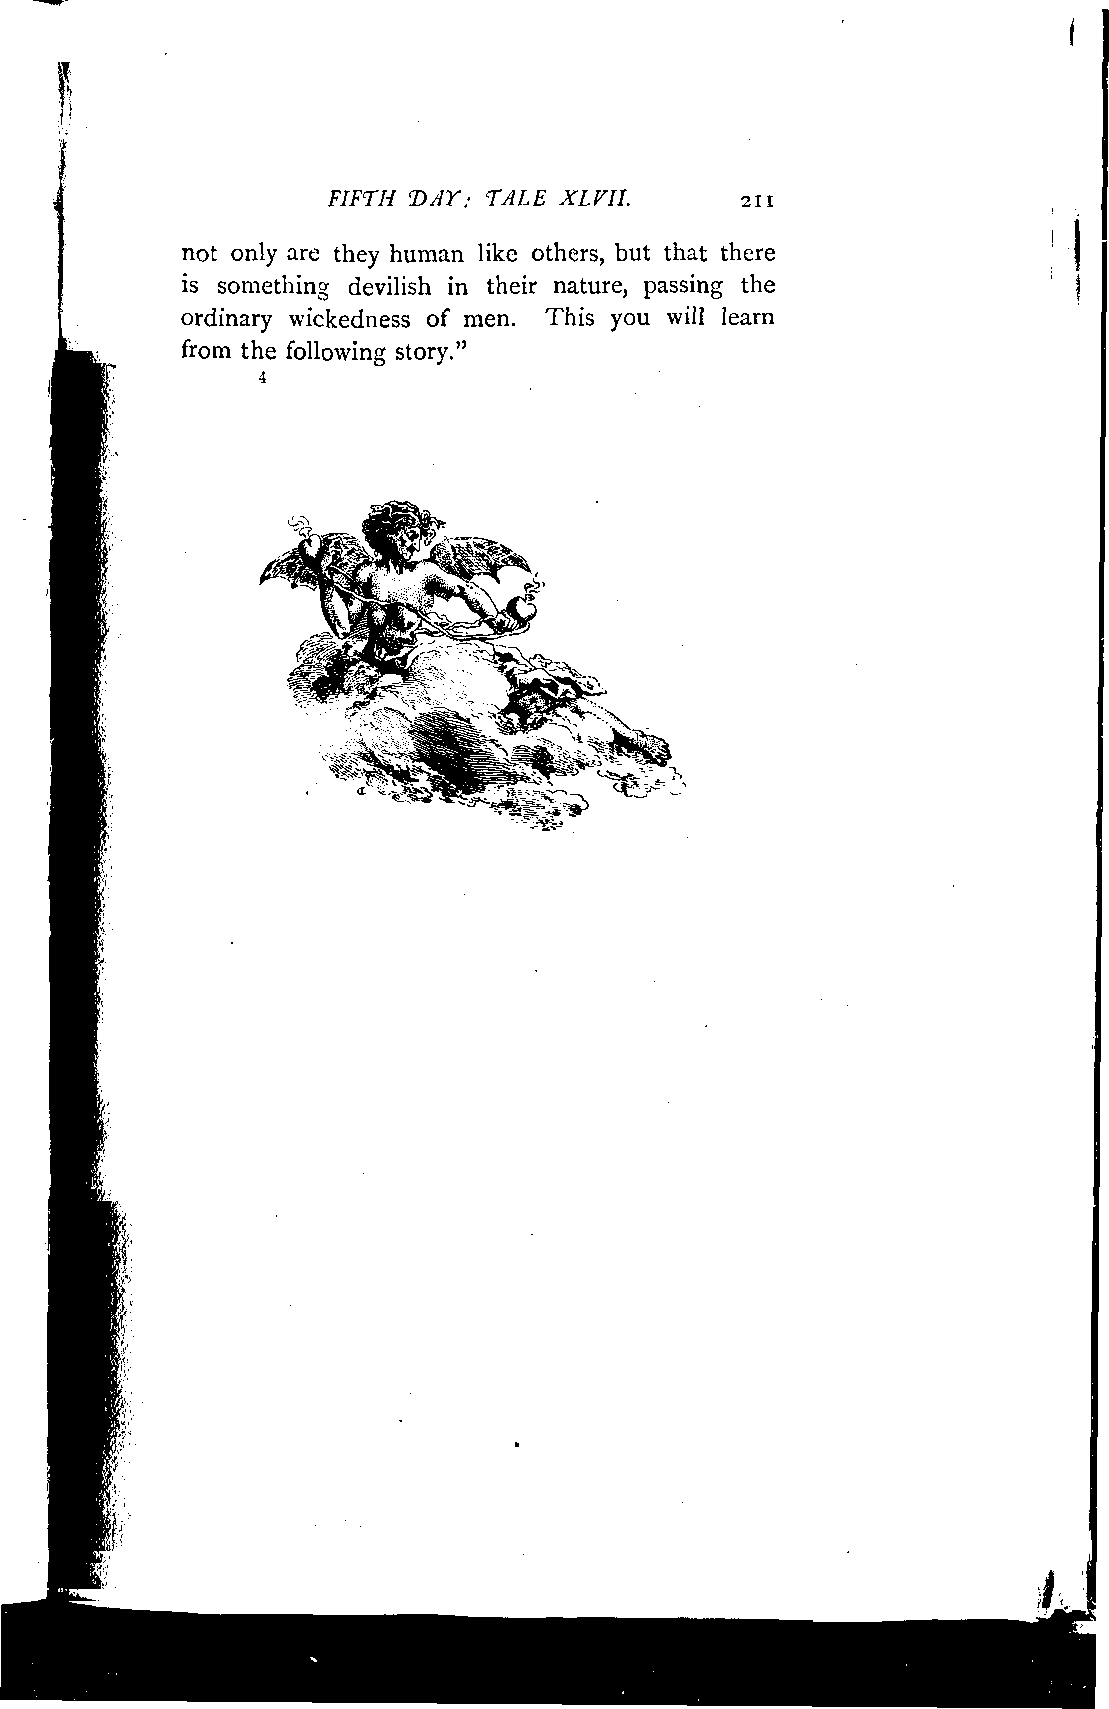 FIFTH DAY: TALE XLVII. 211
not only are they human like others, but that there
is something devilish in their nature, passing the
ordinary wickedness of men. This you will learn
from the following story.”
4